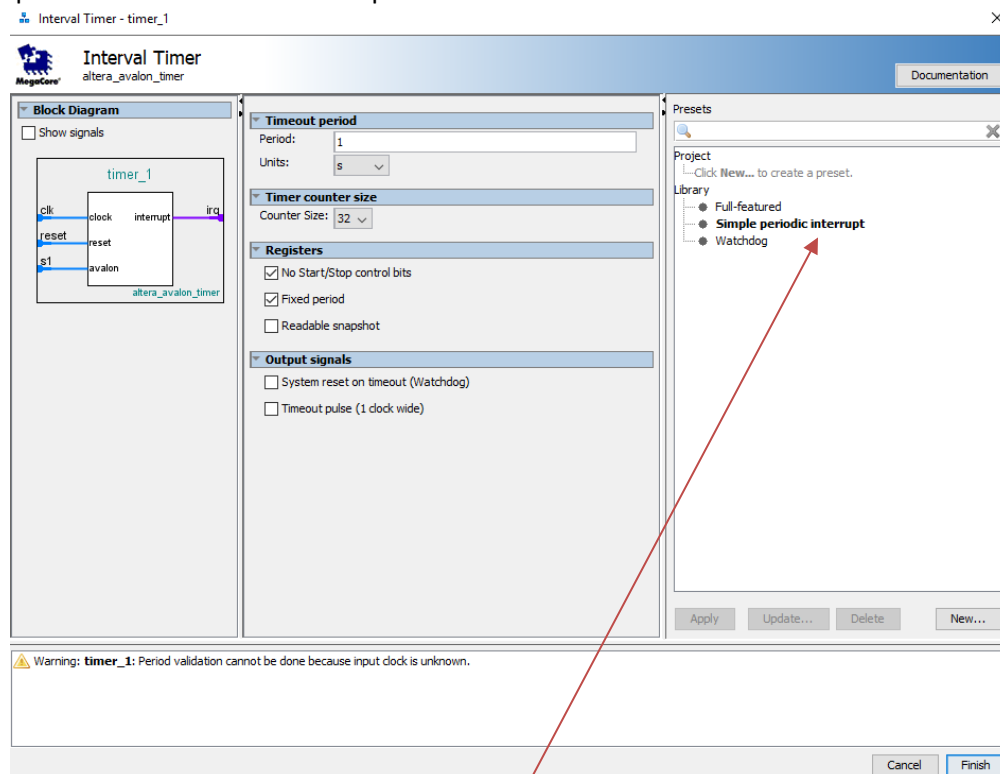 Interval Timer - timer_1
Interval Timer
altera_avalon_timer
MegaCore®
Documentation
Block Diagram
Show signals
timer_1
clk
clock
interrupt
irq
reset
reset
s1
avalon
altera_avalon_timer
Timeout period
Period: 1
Units: s
Timer counter size
Counter Size: 32
Registers
No Start/Stop control bits
Fixed period
Readable snapshot
Output signals
System reset on timeout (Watchdog)
Timeout pulse (1 clock wide)
Presets
Project
Click New... to create a preset.
Library
Full-featured
Simple periodic interrupt
Watchdog
Apply Update... Delete New...
Warning: timer_1: Period validation cannot be done because input clock is unknown.
Cancel Finish